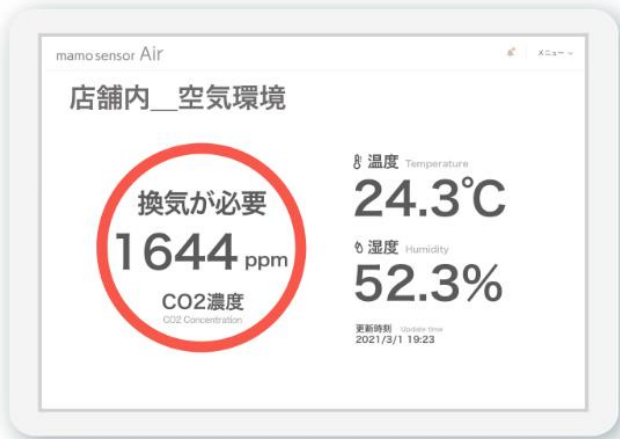 mamo sensor Air
メニュー
店舗内__空気環境
換気が必要
1644 ppm
CO2濃度
CO2 Concentration
温度 Temperature
24.3℃
湿度 Humidity
52.3%
更新時刻 Update time
2021/3/1 19:23